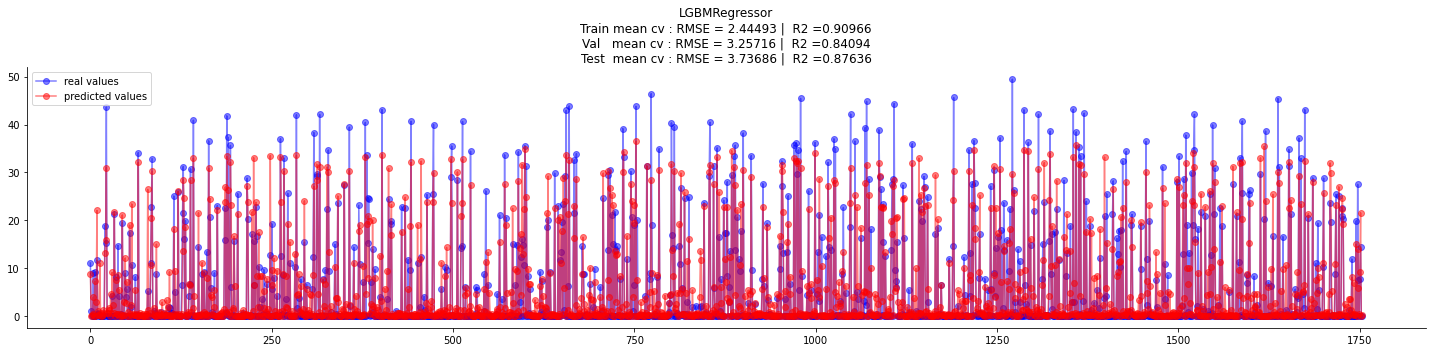 LGBMRegressor
Train mean cv : RMSE = 2.44493 | R2 =0.90966
Val   mean cv : RMSE = 3.25716 | R2 =0.84094
Test  mean cv : RMSE = 3.73686 | R2 =0.87636
real values
predicted values
50
40
30
20
10
0
0 250 500 750 1000 1250 1500 1750